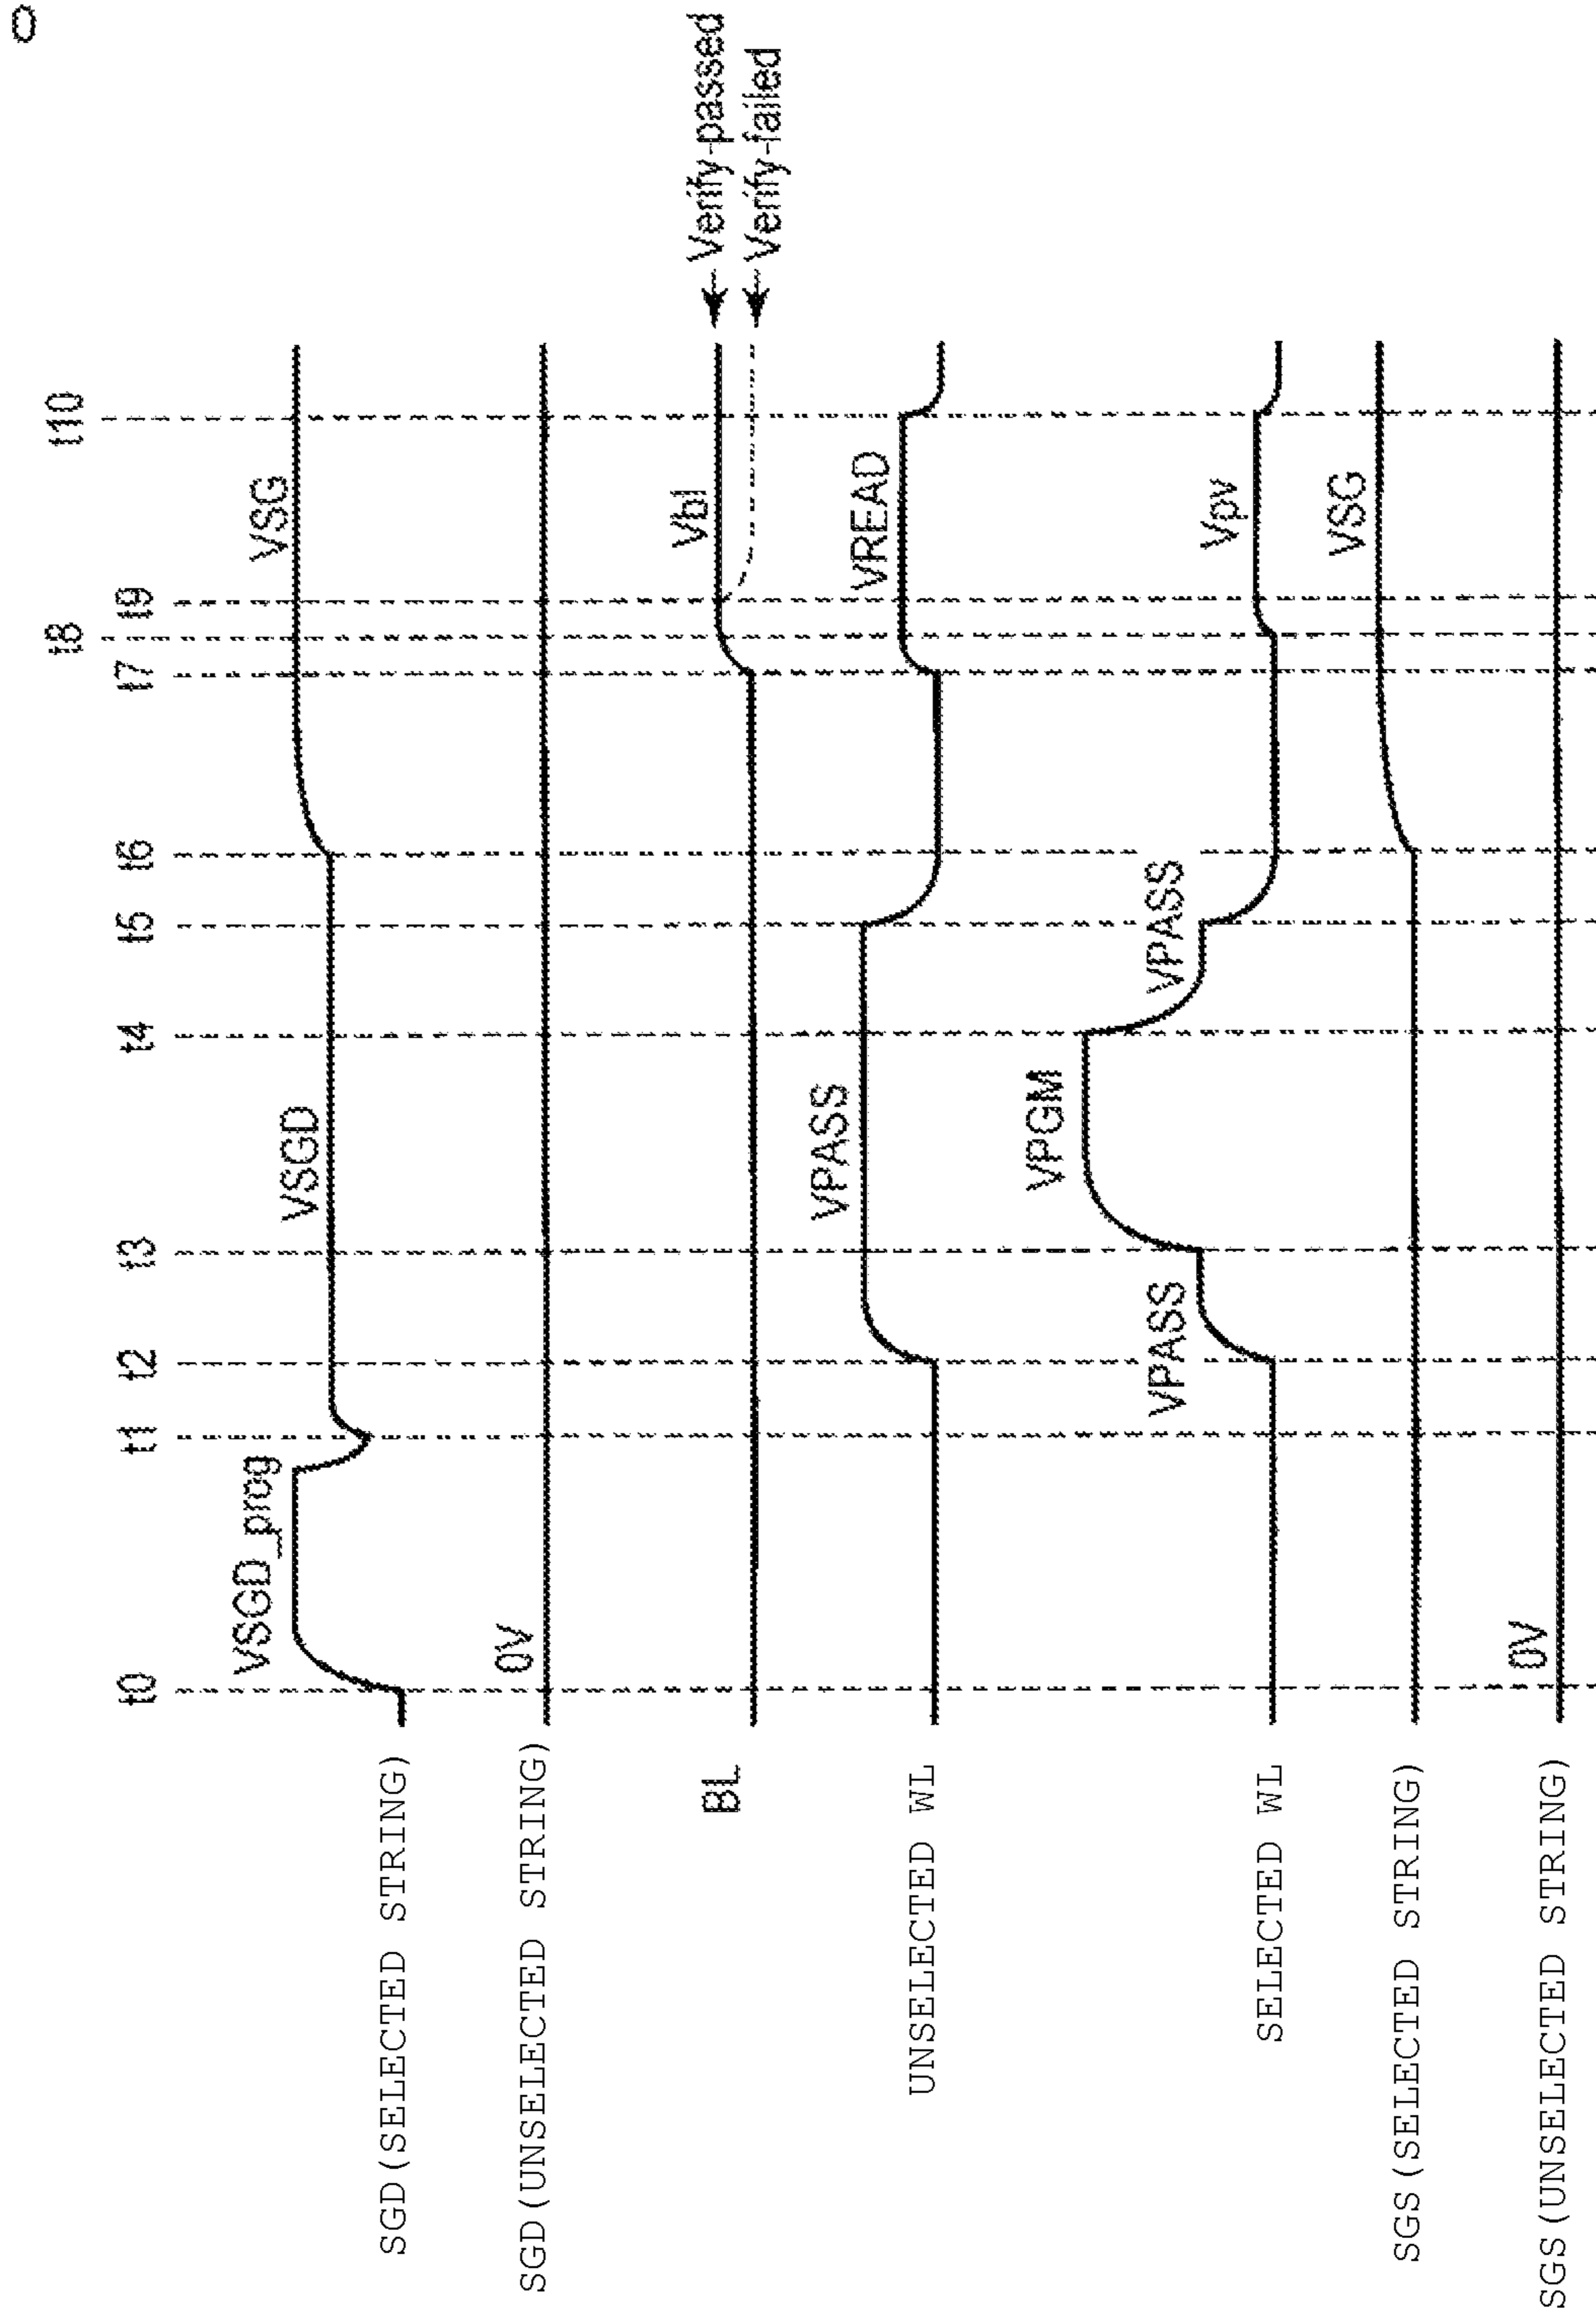 t0 t1 t2 t3 t4 t5 t6 t7 t8 t9 t10
SGD(SELECTED STRING)
VSGD_prog
VSGD
VSG
SGD(UNSELECTED STRING)
0V
BL
Vbl
Verify-passed
Verify-failed
UNSELECTED WL
VPASS
VREAD
SELECTED WL
VPASS
VPGM
VPASS
Vpv
SGS(SELECTED STRING)
VSG
SGS(UNSELECTED STRING)
0V